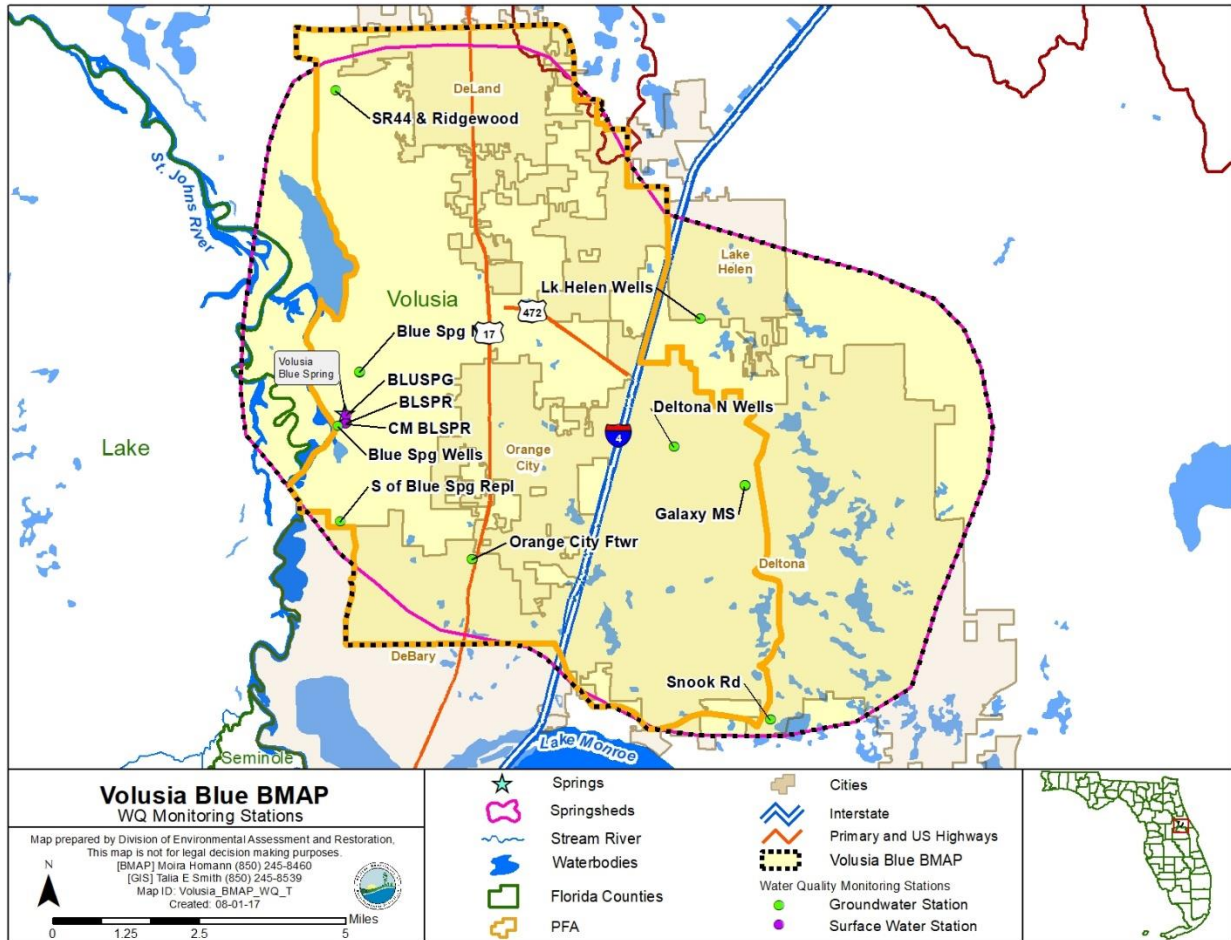 DeLand
SR44 & Ridgewood
St. Johns River
Lake
Helen
Lk Helen Wells
Volusia
472
17
Blue Spg
Volusia
Blue Spring
BLUSPG
BLSPR
CM BLSPR
Blue Spg Wells
Deltona N Wells
4
Lake
Orange
City
S of Blue Spg Repl
Galaxy MS
Orange City Ftwr
Deltona
DeBary
Snook Rd
Lake Monroe
Seminole
Volusia Blue BMAP
WQ Monitoring Stations
Map prepared by Division of Environmental Assessment and Restoration,
This map is not for legal decision making purposes.
[BMAP] Moira Homann (850) 245-8460
[GIS] Talia E Smith (850) 245-8539
Map ID: Volusia_BMAP_WQ_T
Created: 08-01-17
N
Miles
0 1.25 2.5 5
Springs
Springsheds
Stream River
Waterbodies
Florida Counties
PFA
Cities
Interstate
Primary and US Highways
Volusia Blue BMAP
Water Quality Monitoring Stations
Groundwater Station
Surface Water Station